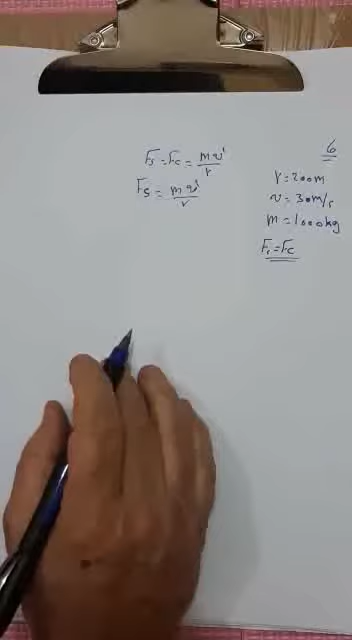 Fs = Fc = mv²/r
Fs = mv²/r
6
r = 200m
v = 30m/s
m = 1000kg
Fs = Fc